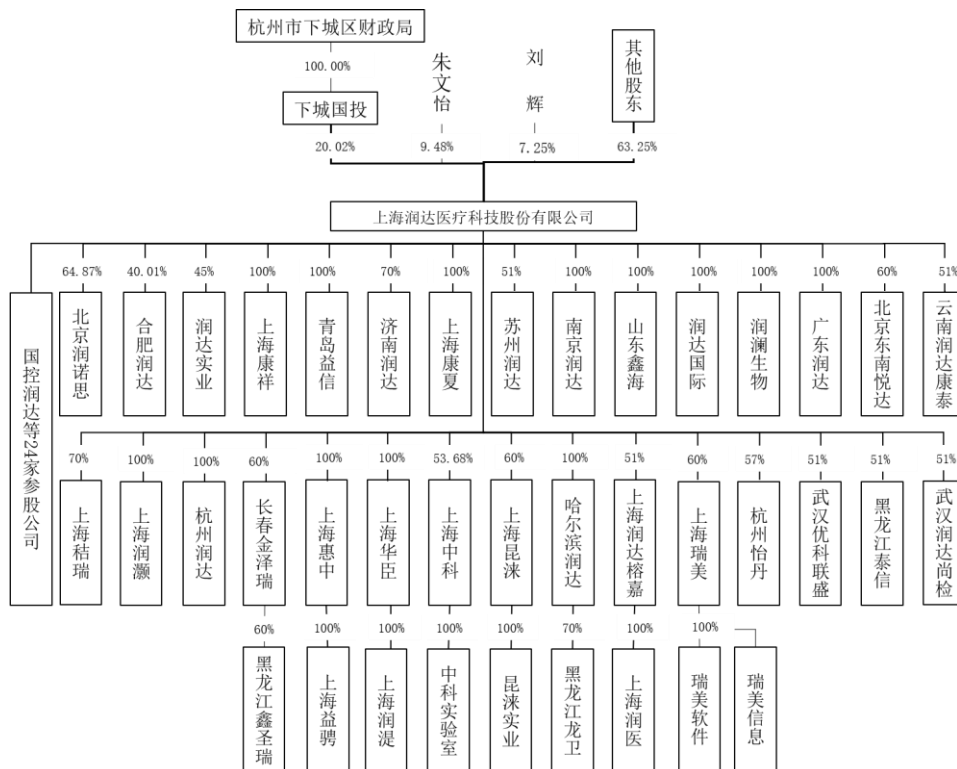 杭州市下城区财政局
100.00%
下城国投
朱文怡
刘辉
其他股东
20.02%
9.48%
7.25%
63.25%
上海润达医疗科技股份有限公司
64.87%
40.01%
45%
100%
100%
70%
100%
51%
100%
100%
100%
100%
100%
60%
51%
国控润达等24家参股公司
北京润诺思
合肥润达
润达实业
上海康祥
青岛益信
济南润达
上海康夏
苏州润达
南京润达
山东鑫海
润达国际
润澜生物
广东润达
北京东南悦达
云南润达康泰
70%
100%
100%
60%
100%
100%
53.68%
60%
100%
51%
60%
57%
51%
51%
51%
上海秸瑞
上海润灏
杭州润达
长春金泽瑞
上海惠中
上海华臣
上海中科
上海昆涞
哈尔滨润达
上海润达榕嘉
上海瑞美
杭州怡丹
武汉优科联盛
黑龙江泰信
武汉润达尚检
60%
100%
100%
100%
100%
70%
100%
100%
黑龙江鑫圣瑞
上海益骋
上海润湜
中科实验室
昆涞实业
黑龙江龙卫
上海润医
瑞美软件
瑞美信息